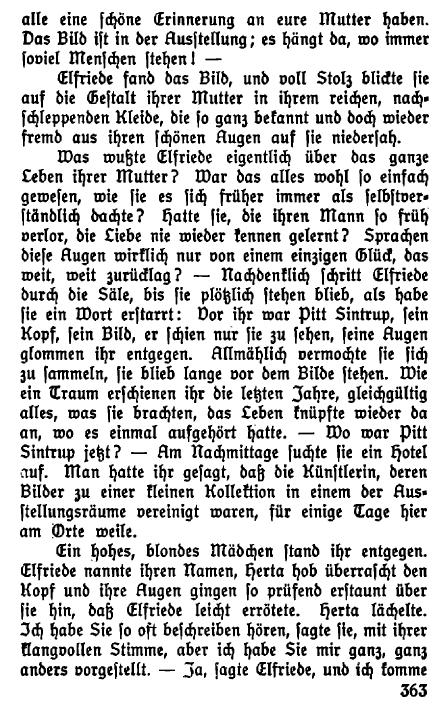 alle eine schöne Erinnerung an eure Mutter haben.
Das Bild ist in der Ausstellung; es hängt da, wo immer
soviel Menschen stehen! —
Elfriede fand das Bild, und voll Stolz blickte sie
auf die Gestalt ihrer Mutter in ihrem reichen, nach-
schleppenden Kleide, die so ganz bekannt und doch wieder
fremd aus ihren schönen Augen auf sie niedersah.
Was wußte Elfriede eigentlich über das ganze
Leben ihrer Mutter? War das alles wohl so einfach
gewesen, wie sie es sich früher immer als selbstver-
ständlich dachte? Hatte sie, die ihren Mann so früh
verlor, die Liebe nie wieder kennen gelernt? Sprachen
diese Augen wirklich nur von einem einzigen Glück, das
weit, weit zurücklag? — Nachdenklich schritt Elfriede
durch die Säle, bis sie plötzlich stehen blieb, als habe
sie ein Wort erstarrt: Vor ihr war Pitt Sintrup, sein
Kopf, sein Bild, er schien nur sie zu sehen, seine Augen
glommen ihr entgegen. Allmählich vermochte sie sich
zu sammeln, sie blieb lange vor dem Bilde stehen. Wie
ein Traum erschienen ihr die letzten Jahre, gleichgültig
alles, was sie brachten, das Leben knüpfte wieder da
an, wo es einmal aufgehört hatte. — Wo war Pitt
Sintrup jetzt? — Am Nachmittage suchte sie ein Hotel
auf. Man hatte ihr gesagt, daß die Künstlerin, deren
Bilder zu einer kleinen Kollektion in einem der Aus-
stellungsräume vereinigt waren, für einige Tage hier
am Orte weile.
Ein hohes, blondes Mädchen stand ihr entgegen.
Elfriede nannte ihren Namen, Herta hob überrascht den
Kopf und ihre Augen gingen so prüfend erstaunt über
sie hin, daß Elfriede leicht errötete. Herta lächelte.
Ich habe Sie so oft beschreiben hören, sagte sie, mit ihrer
klangvollen Stimme, aber ich habe Sie mir ganz, ganz
anders vorgestellt. — Ja, sagte Elfriede, und ich komme
363